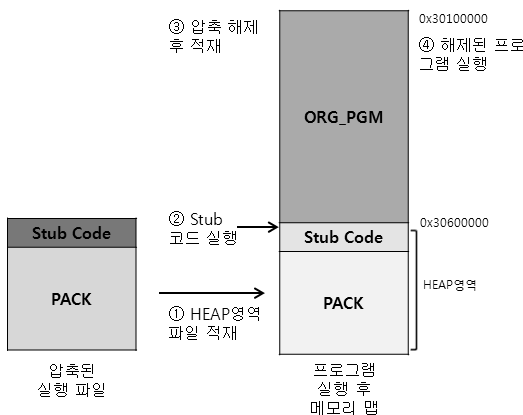 ③ 압축 해제
후 적재
0x30100000
④ 해제된 프로
그램 실행
ORG_PGM
② Stub
코드 실행
0x30600000
Stub Code
Stub Code
PACK
PACK
HEAP영역
① HEAP영역
파일 적재
압축된
실행 파일
프로그램
실행 후
메모리 맵